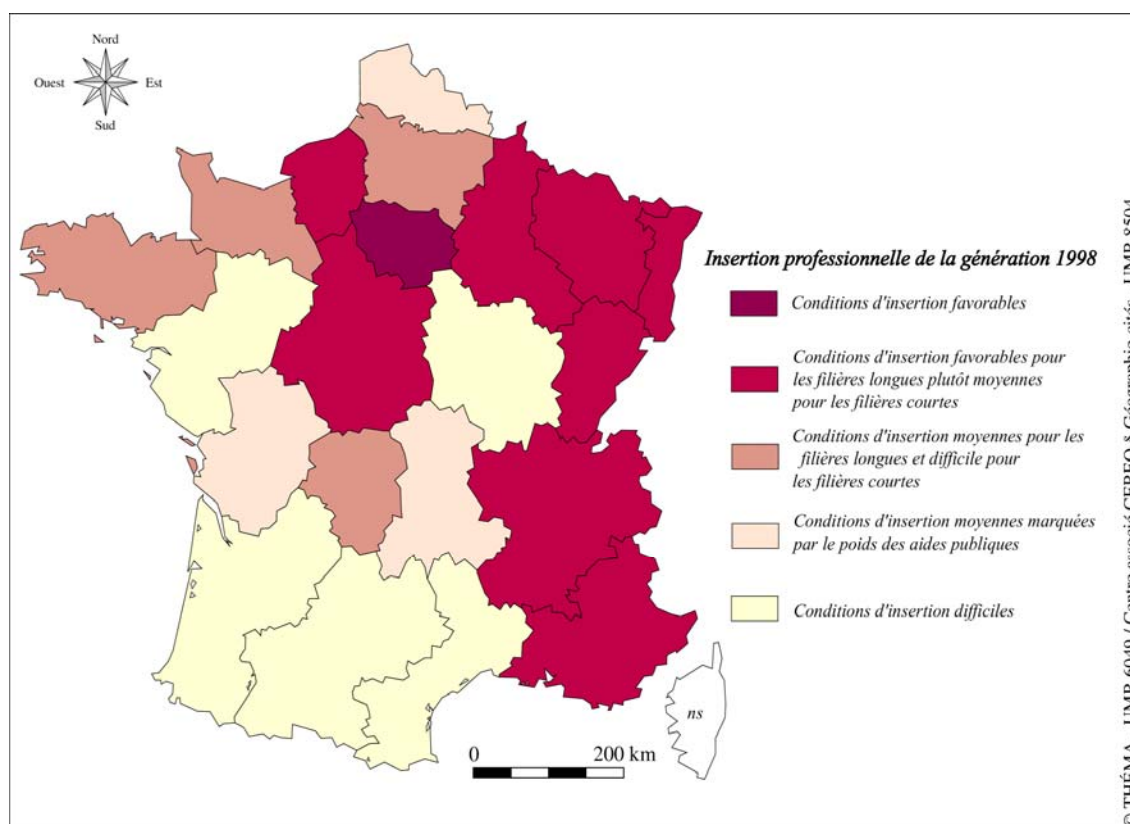 Nord
Ouest
Est
Sud
Insertion professionnelle de la génération 1998
Conditions d'insertion favorables
Conditions d'insertion favorables pour
les filières longues plutôt moyennes
pour les filières courtes
Conditions d'insertion moyennes pour les
filières longues et difficile pour
les filières courtes
Conditions d'insertion moyennes marquées
par le poids des aides publiques
Conditions d'insertion difficiles
ns
0
200 km
© THÉMA - UMR 6049 / Centre associé CEREQ & Géographie-cités - UMR 8504